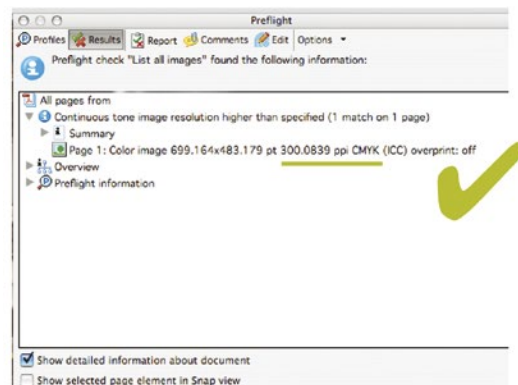 Preflight
Profiles Results Report Comments Edit Options
Preflight check "List all images" found the following information:
All pages from
Continuous tone image resolution higher than specified (1 match on 1 page)
Summary
Page 1: Color image 699.164x483.179 pt 300.0839 ppi CMYK (ICC) overprint: off
Overview
Preflight information
Show detailed information about document
Show selected page element in Snap view